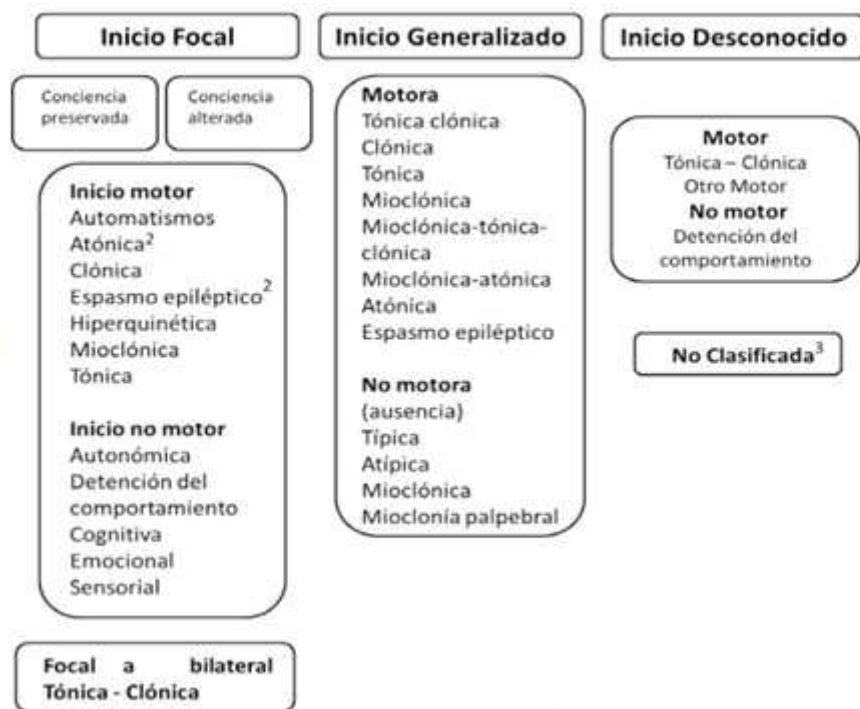 Inicio Focal
Conciencia
preservada
Conciencia
alterada
Inicio motor
Automatismos
Atónica²
Clónica
Espasmo epiléptico²
Hiperquinética
Mioclónica
Tónica
Inicio no motor
Autonómica
Detención del
comportamiento
Cognitiva
Emocional
Sensorial
Focal a bilateral
Tónica - Clónica
Inicio Generalizado
Motora
Tónica clónica
Clónica
Tónica
Mioclónica
Mioclónica-tónica-
clónica
Mioclónica-atónica
Atónica
Espasmo epiléptico
No motora
(ausencia)
Típica
Atípica
Mioclónica
Mioclonía palpebral
Inicio Desconocido
Motor
Tónica – Clónica
Otro Motor
No motor
Detención del
comportamiento
No Clasificada³